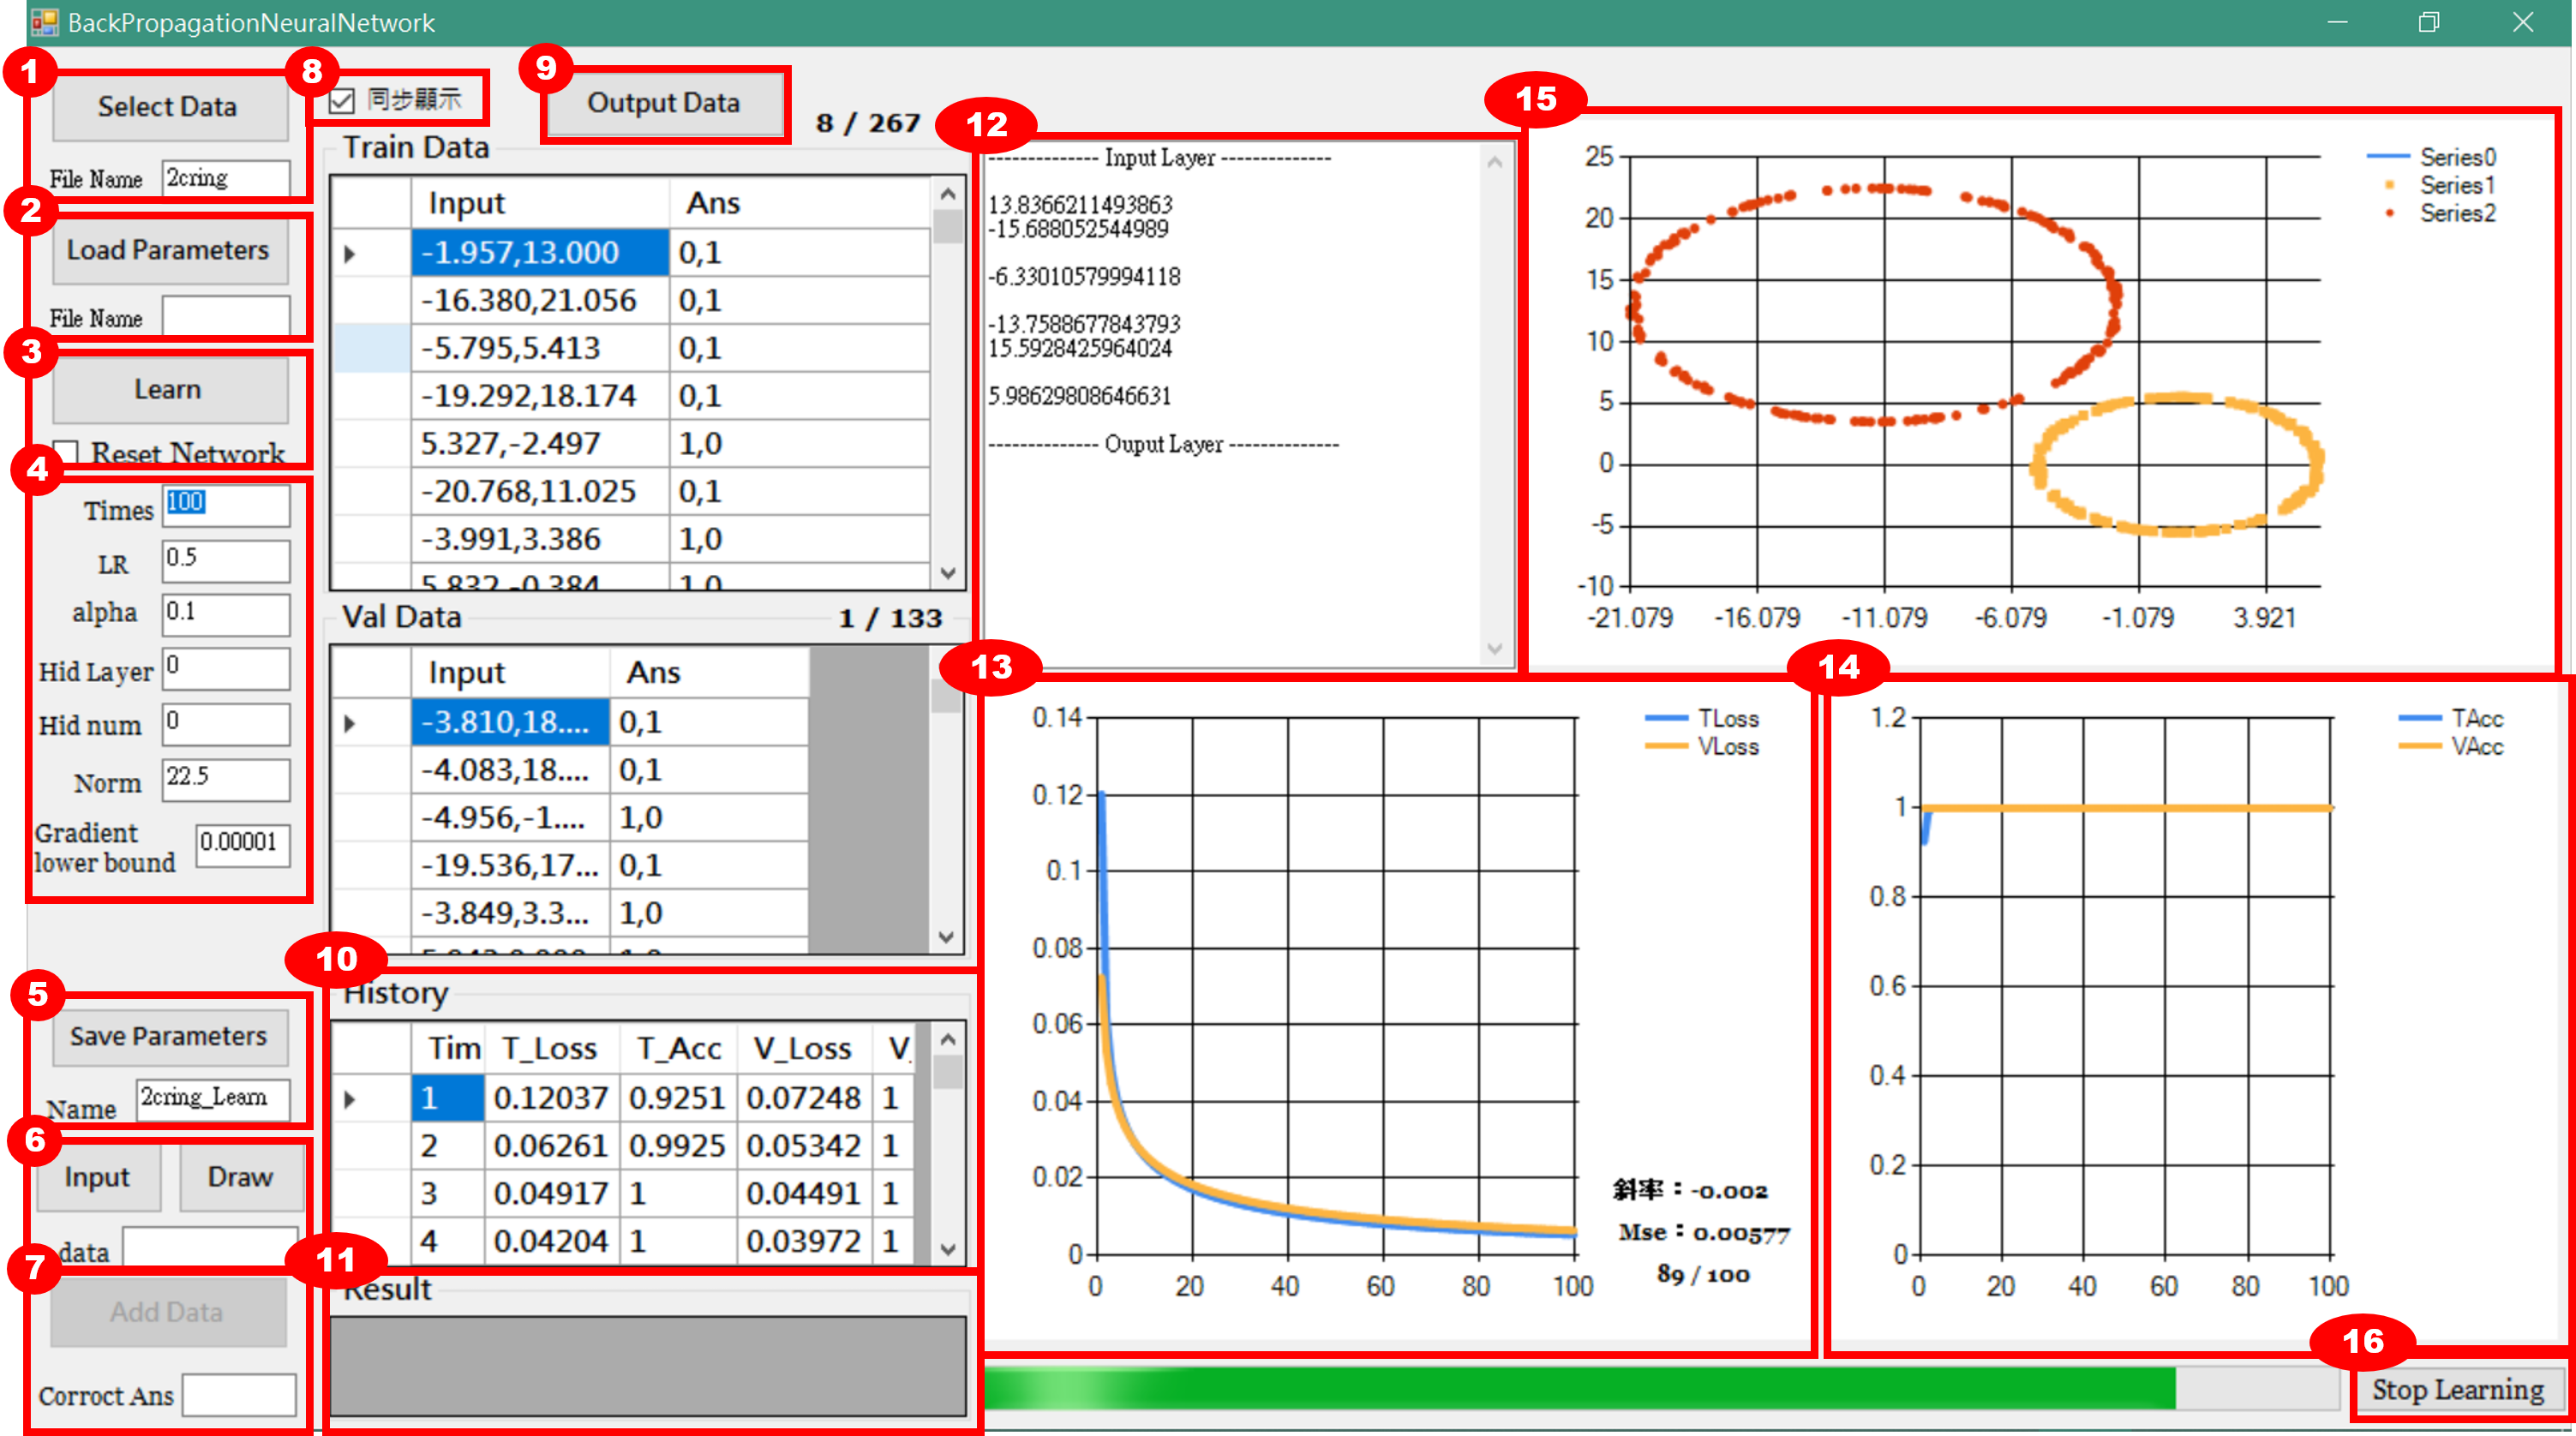 BackPropagationNeuralNetwork
1
Select Data
File Name 2cring
2
Load Parameters
File Name
3
Learn
Reset Network
4
Times 100
LR 0.5
alpha 0.1
Hid Layer 0
Hid num 0
Norm 22.5
Gradient
lower bound 0.00001
5
Save Parameters
Name 2cring_Learn
6
Input Draw
data
7
Add Data
Corroct Ans
8
同步顯示
9
Output Data
8 / 267
Train Data
Input Ans
-1.957,13.000 0,1
-16.380,21.056 0,1
-5.795,5.413 0,1
-19.292,18.174 0,1
5.327,-2.497 1,0
-20.768,11.025 0,1
-3.991,3.386 1,0
5.832,-0.384 1,0
Val Data 1 / 133
Input Ans
-3.810,18.... 0,1
-4.083,18.... 0,1
-4.956,-1.... 1,0
-19.536,17... 0,1
-3.849,3.3... 1,0
10
History
Tim T_Loss T_Acc V_Loss V_
1 0.12037 0.9251 0.07248 1
2 0.06261 0.9925 0.05342 1
3 0.04917 1 0.04491 1
4 0.04204 1 0.03972 1
11
Result
12
-------------- Input Layer --------------
13.8366211493863
-15.688052544989
-6.33010579994118
-13.7588677843793
15.5928425964024
5.98629808646631
-------------- Ouput Layer --------------
15
25
20
15
10
5
0
-5
-10
-21.079 -16.079 -11.079 -6.079 -1.079 3.921
Series0
Series1
Series2
13
0.14
0.12
0.1
0.08
0.06
0.04
0.02
0
0 20 40 60 80 100
TLoss
VLoss
斜率：-0.002
Mse：0.00577
89 / 100
14
1.2
1
0.8
0.6
0.4
0.2
0
0 20 40 60 80 100
TAcc
VAcc
16
Stop Learning